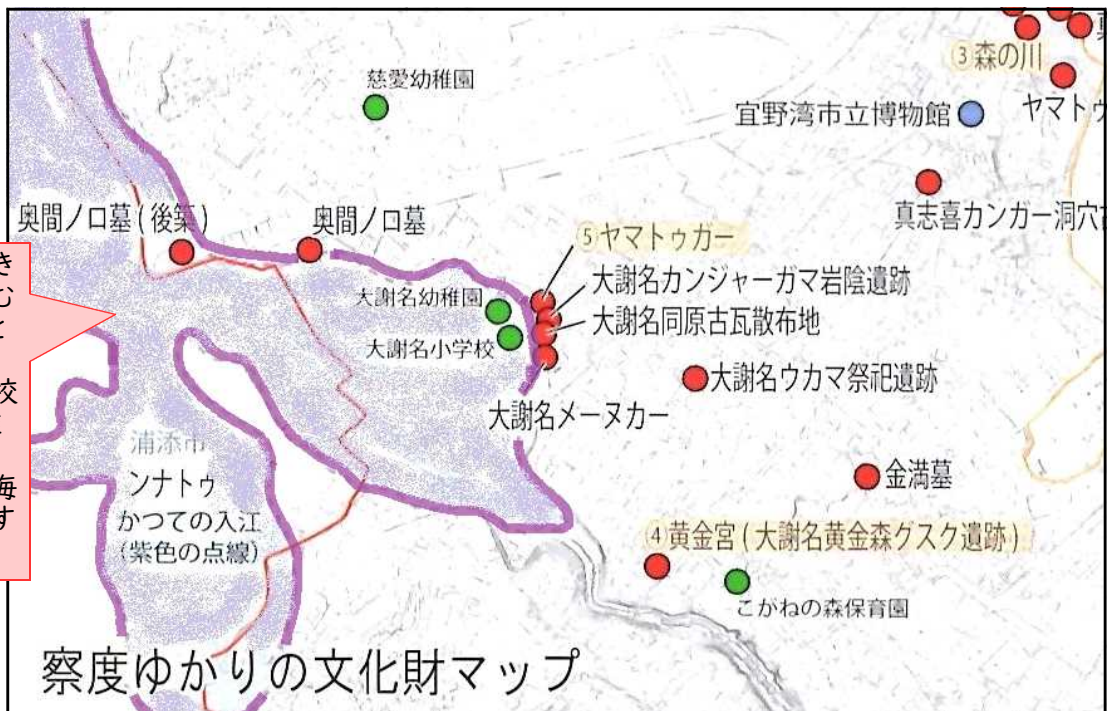 慈愛幼稚園
③森の川
宜野湾市立博物館
ヤマトゥ
真志喜カンガー洞穴
奥間ノロ墓(後築)
奥間ノロ墓
⑤ヤマトゥガー
大謝名カンジャーガマ岩陰遺跡
大謝名幼稚園
大謝名同原古瓦散布地
大謝名小学校
大謝名ウカマ祭祀遺跡
大謝名メーヌカー
き
む
と
校
海
す
浦添市
ンナトゥ
かつての入江
(紫色の点線)
金満墓
④黄金宮(大謝名黄金森グスク遺跡)
こがねの森保育園
察度ゆかりの文化財マップ